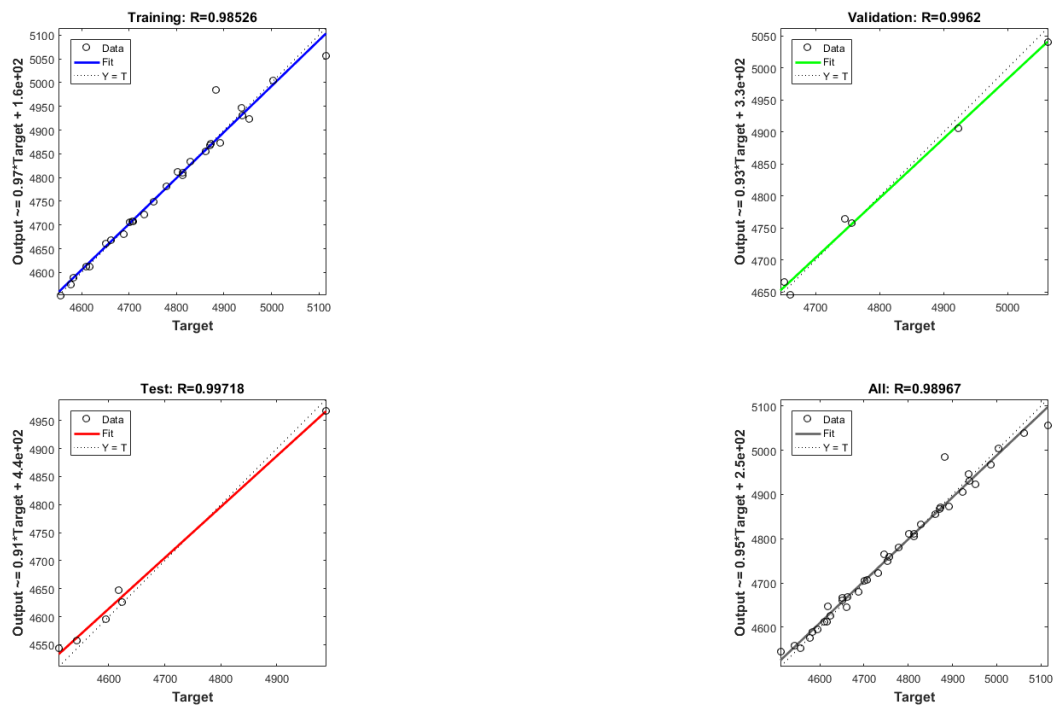 Training: R=0.98526
Output ~= 0.97*Target + 1.6e+02
5100
5000
4900
4800
4700
4600
Data
Fit
Y = T
4600 4700 4800 4900 5000 5100
Target
Validation: R=0.9962
Output ~= 0.93*Target + 3.3e+02
5050
5000
4950
4900
4850
4800
4750
4700
4650
Data
Fit
Y = T
4700 4800 4900 5000
Target
Test: R=0.99718
Output ~= 0.91*Target + 4.4e+02
4950
4900
4850
4800
4750
4700
4650
4600
4550
Data
Fit
Y = T
4600 4700 4800 4900
Target
All: R=0.98967
Output ~= 0.95*Target + 2.5e+02
5100
5000
4900
4800
4700
4600
Data
Fit
Y = T
4600 4700 4800 4900 5000 5100
Target